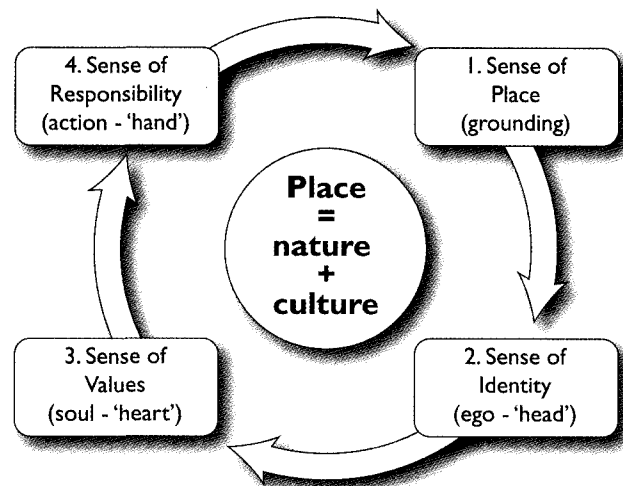 4. Sense of
Responsibility
(action - ‘hand’)
1. Sense of
Place
(grounding)
Place
=
nature
+
culture
3. Sense of
Values
(soul - ‘heart’)
2. Sense of
Identity
(ego - ‘head’)